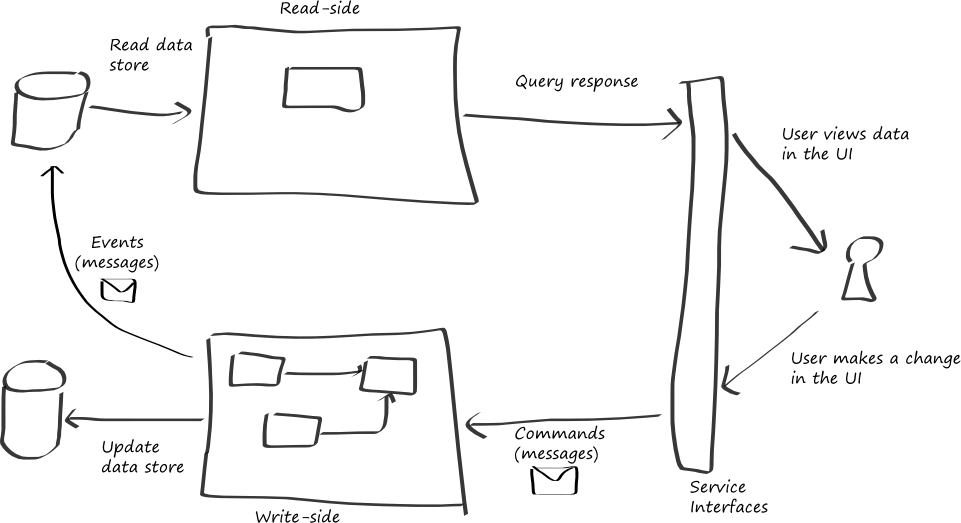 Read-side
Read data
store
Query response
User views data
in the UI
Events
(messages)
User makes a change
in the UI
Commands
(messages)
Update
data store
Service
Interfaces
Write-side